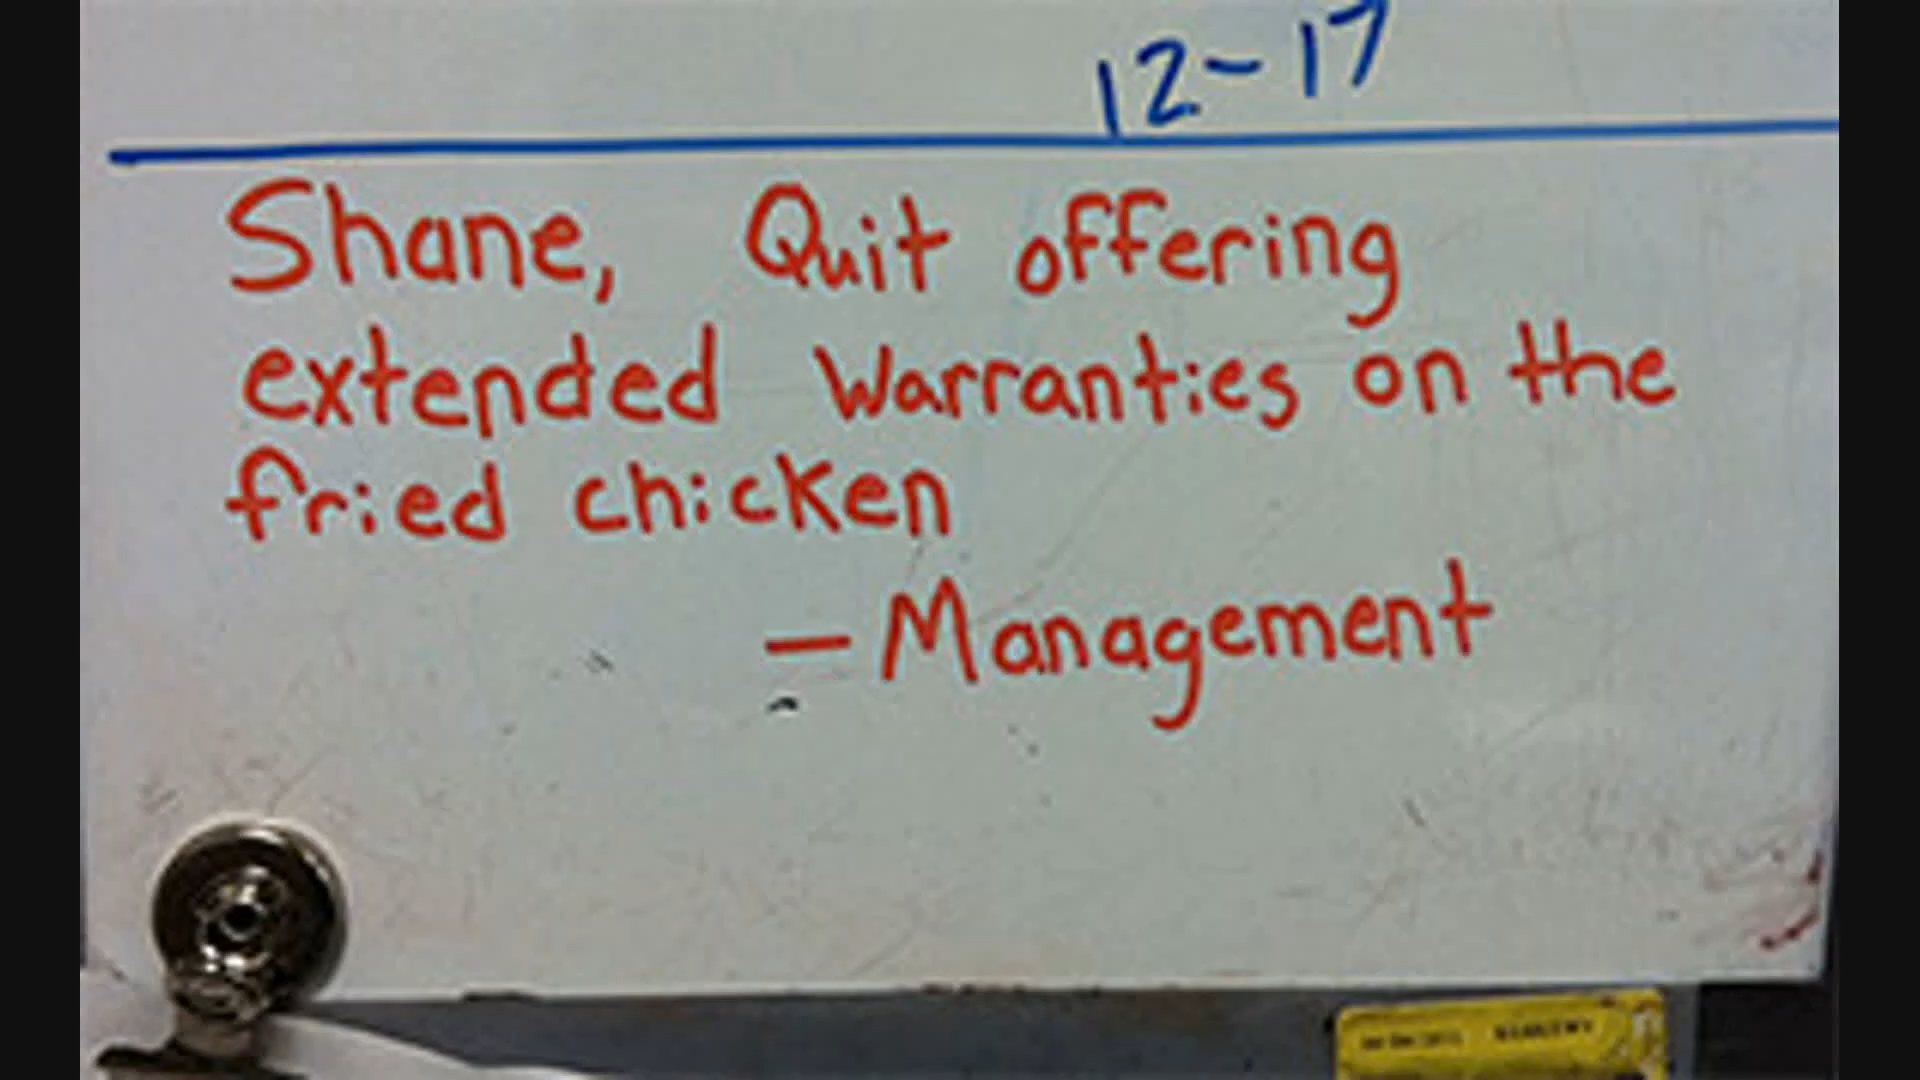 12-17
Shane, Quit offering
extended warranties on the
fried chicken
— Management